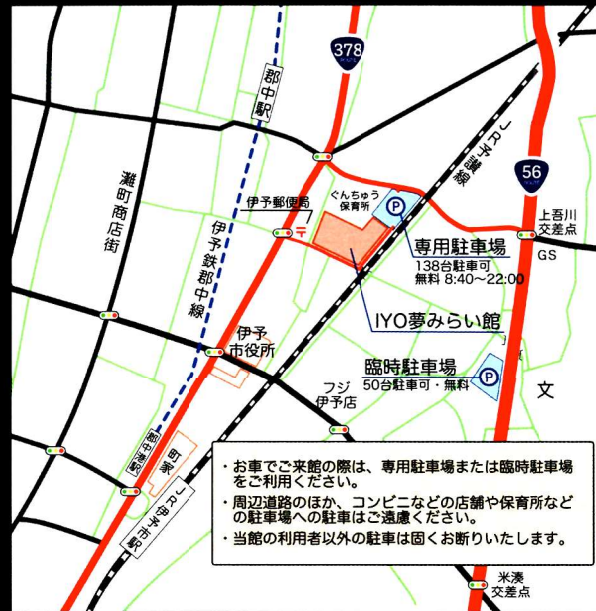 378
郡中駅
JR予讃線
56
灘町商店街
伊予郵便局
ぐんちゅう
保育所
P
上吾川
交差点
GS
専用駐車場
138台駐車可
無料 8:40〜22:00
伊予鉄郡中線
IYO夢みらい館
伊予
市役所
臨時駐車場
50台駐車可・無料
P
フジ
伊予店
文
郡中港駅
町家
JR伊予市駅
・お車でご来館の際は、専用駐車場または臨時駐車場
をご利用ください。
・周辺道路のほか、コンビニなどの店舗や保育所など
の駐車場への駐車はご遠慮ください。
・当館の利用者以外の駐車は固くお断りいたします。
米湊
交差点